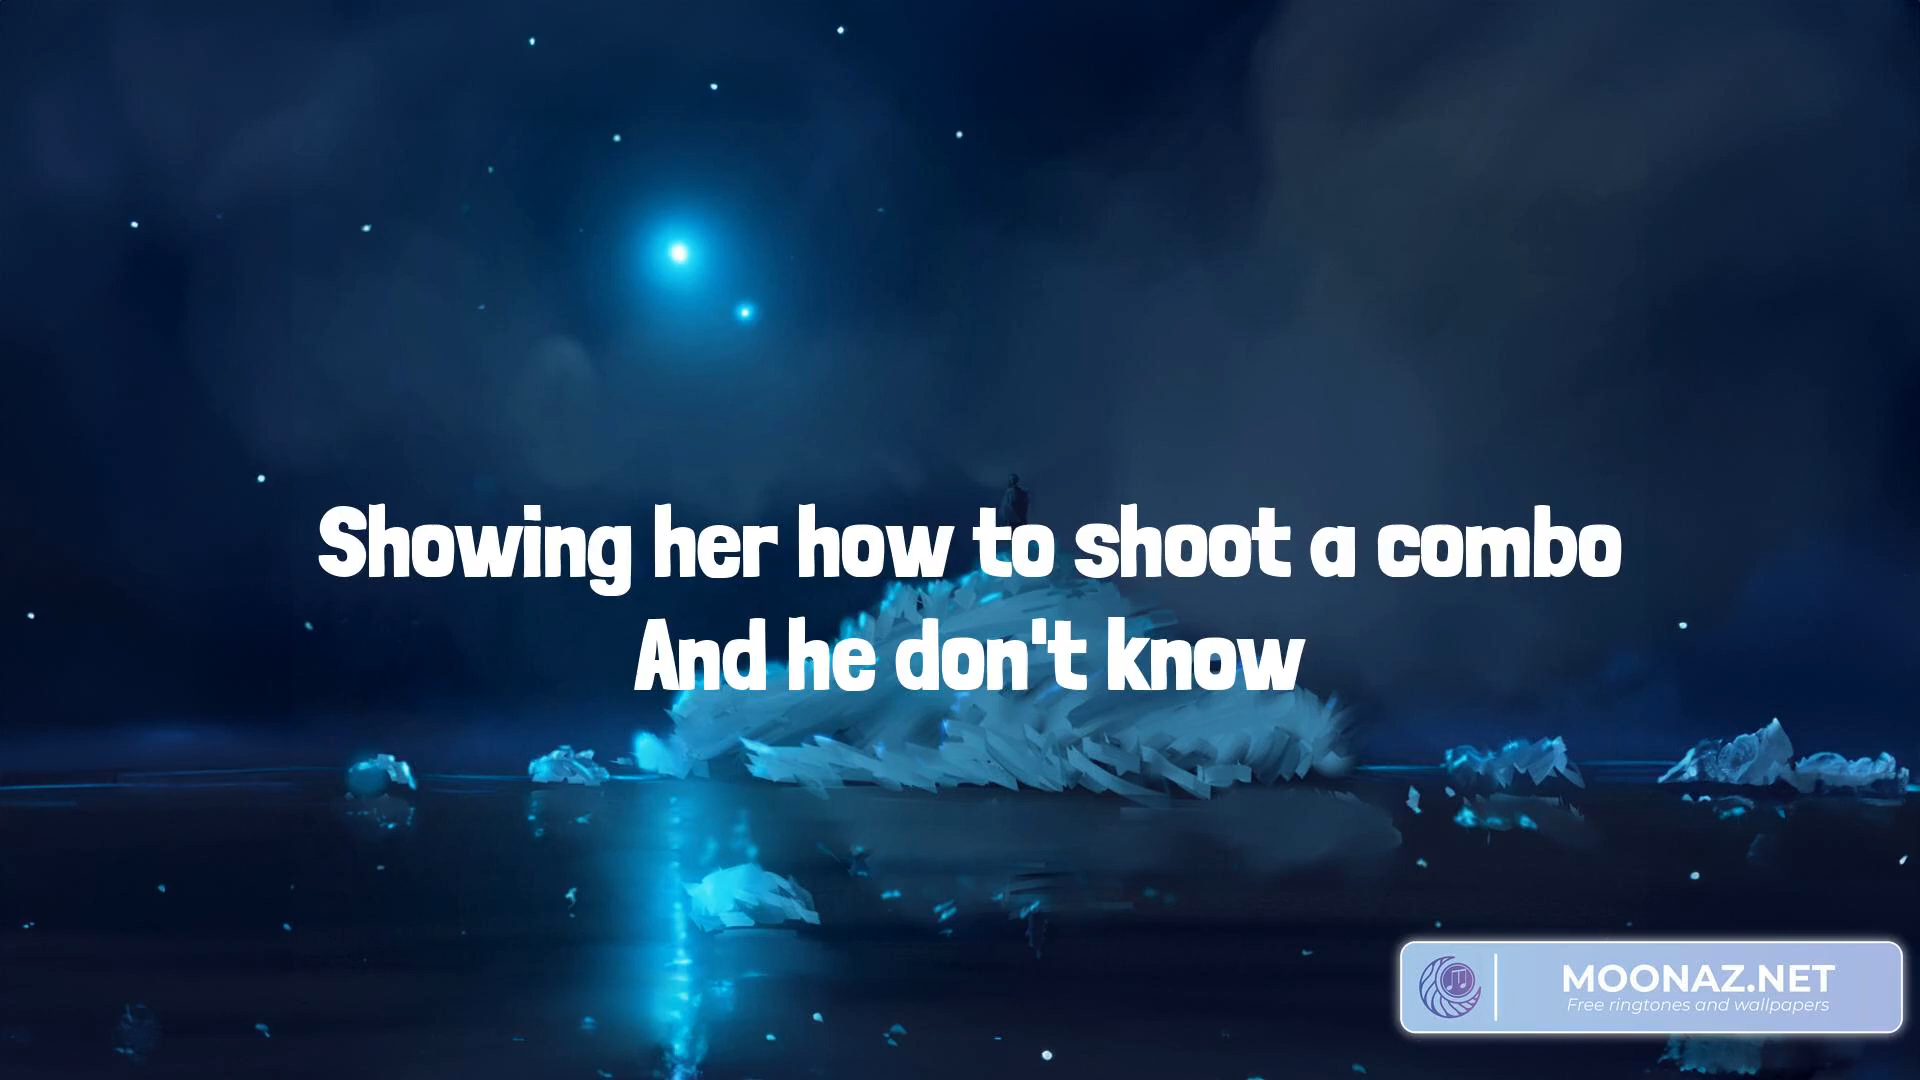 Showing her how to shoot a combo
And he don't know
MOONAZ.NET
Free ringtones and wallpapers